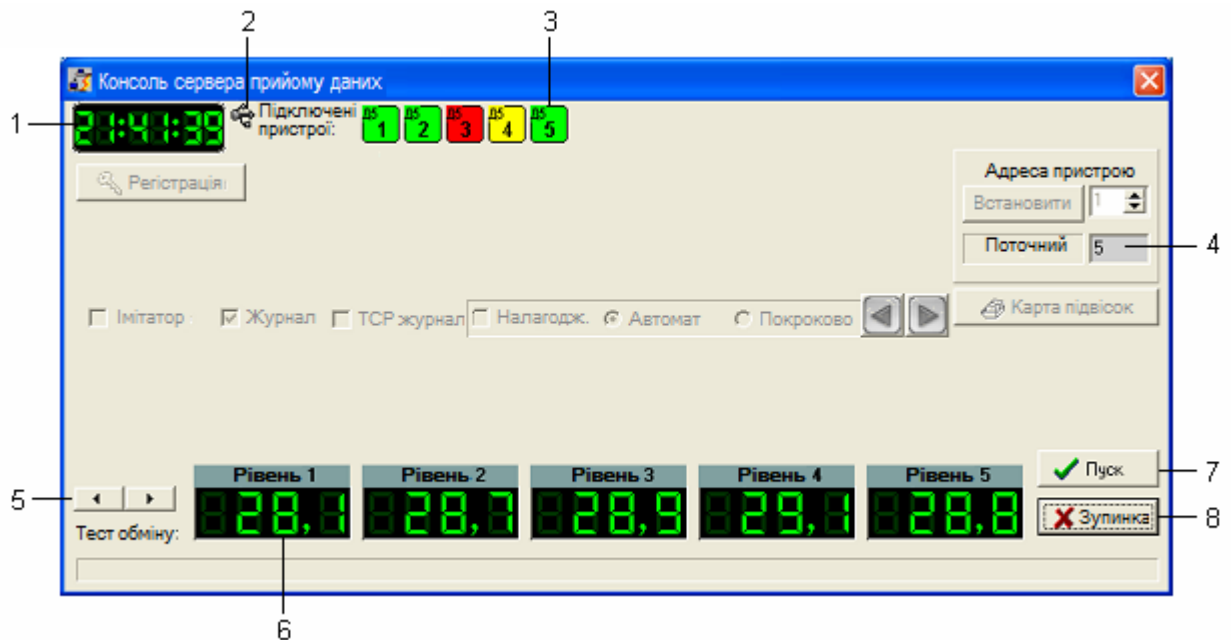 2
3
Консоль сервера прийому даних
1
21:41:39
Підключені
пристрої:
Д5 1
Д5 2
Д5 3
Д5 4
Д5 5
Реґістрація
Адреса пристрою
Встановити 1
Поточний 5
4
Імітатор Журнал TCP журнал Налагодж. Автомат Покроково
Карта підвісок
Рівень 1 Рівень 2 Рівень 3 Рівень 4 Рівень 5
Пуск
7
5
28,1 28,7 28,9 29,1 28,8
Зупинка
8
Тест обміну:
6